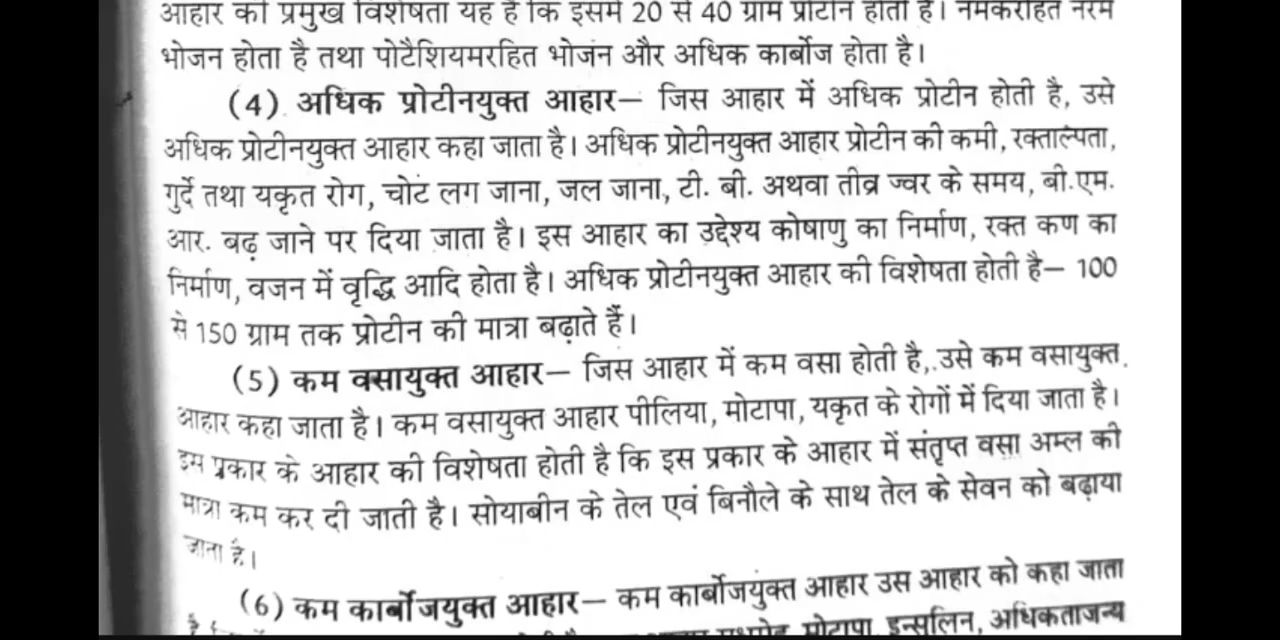 आहार की प्रमुख विशेषता यह है कि इसमें 20 से 40 ग्राम प्रोटीन होती है। नमकरहित नरम
भोजन होता है तथा पोटैशियमरहित भोजन और अधिक कार्बोज होता है।
(4) अधिक प्रोटीनयुक्त आहार— जिस आहार में अधिक प्रोटीन होती है, उसे
अधिक प्रोटीनयुक्त आहार कहा जाता है। अधिक प्रोटीनयुक्त आहार प्रोटीन की कमी, रक्ताल्पता,
गुर्दे तथा यकृत रोग, चोट लग जाना, जल जाना, टी. बी. अथवा तीव्र ज्वर के समय, बी.एम.
आर. बढ़ जाने पर दिया जाता है। इस आहार का उद्देश्य कोषाणु का निर्माण, रक्त कण का
निर्माण, वजन में वृद्धि आदि होता है। अधिक प्रोटीनयुक्त आहार की विशेषता होती है— 100
से 150 ग्राम तक प्रोटीन की मात्रा बढ़ाते हैं।
(5) कम वसायुक्त आहार— जिस आहार में कम वसा होती है, उसे कम वसायुक्त
आहार कहा जाता है। कम वसायुक्त आहार पीलिया, मोटापा, यकृत के रोगों में दिया जाता है।
इस प्रकार के आहार की विशेषता होती है कि इस प्रकार के आहार में संतृप्त वसा अम्ल की
मात्रा कम कर दी जाती है। सोयाबीन के तेल एवं बिनौले के साथ तेल के सेवन को बढ़ाया
जाता है।
(6) कम कार्बोजयुक्त आहार— कम कार्बोजयुक्त आहार उस आहार को कहा जाता
मोटापा, इन्सुलिन, अधिकताजन्य